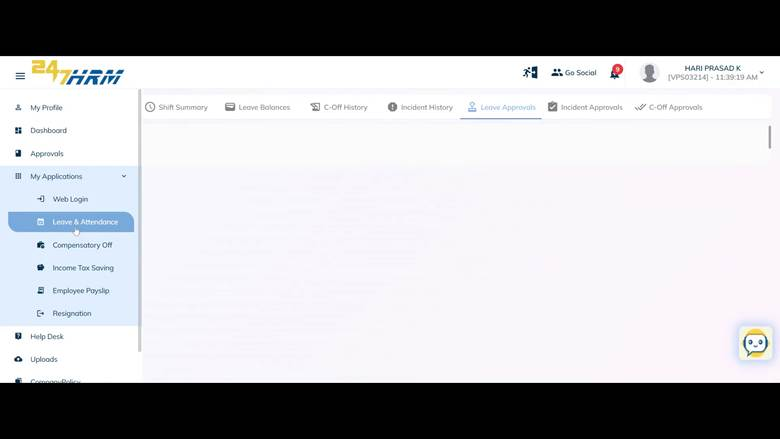 247HRM
Go Social
9
HARI PRASAD K
[VPS03214] - 11:39:19 AM
My Profile
Dashboard
Approvals
My Applications
Web Login
Leave & Attendance
Compensatory Off
Income Tax Saving
Employee Payslip
Resignation
Help Desk
Uploads
CompanyPolicy
Shift Summary
Leave Balances
C-Off History
Incident History
Leave Approvals
Incident Approvals
C-Off Approvals